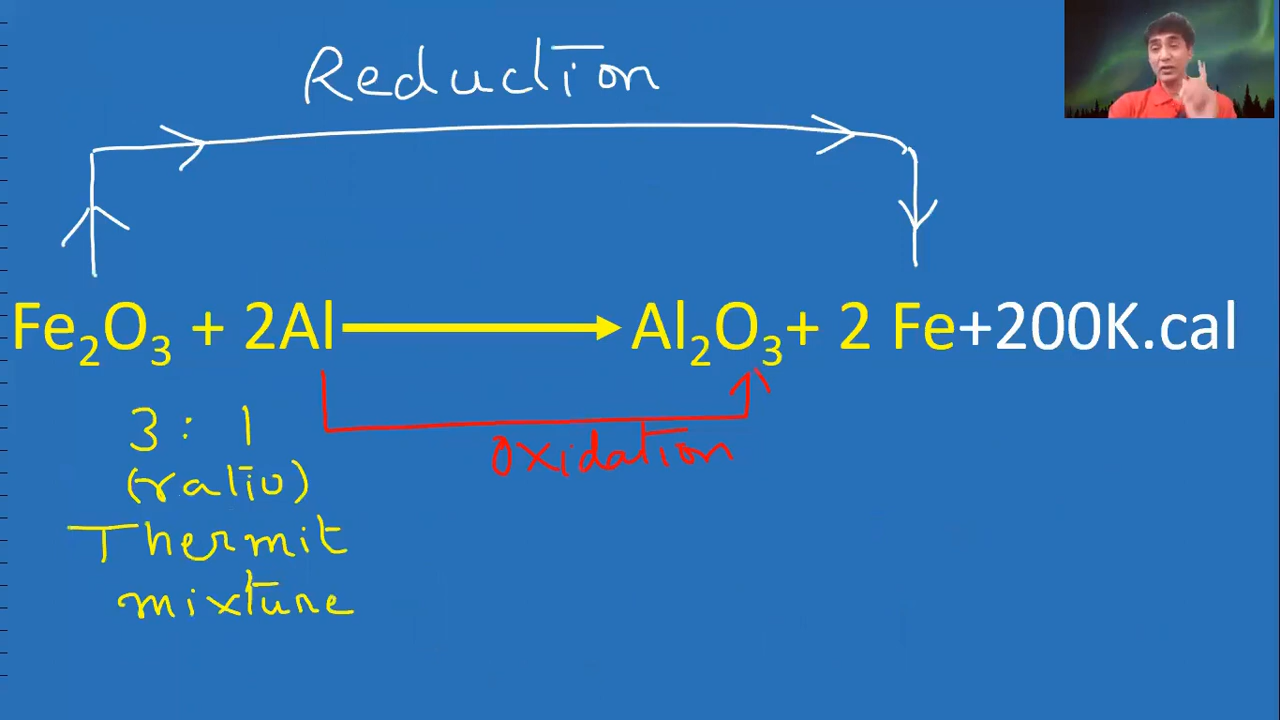 Reduction
Fe₂O₃ + 2Al → Al₂O₃ + 2 Fe+200K.cal
oxidation
3 : 1
(ratio)
Thermit
mixture